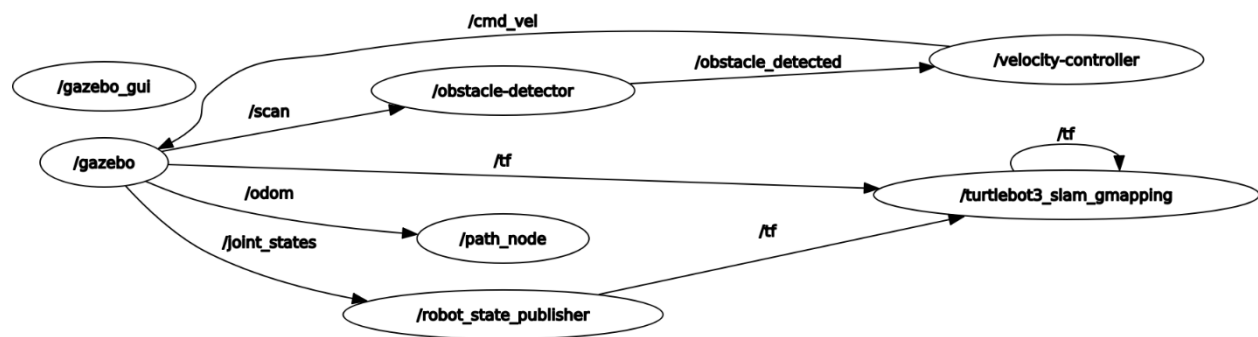 /cmd_vel
/obstacle_detected
/velocity-controller
/gazebo_gui
/obstacle-detector
/scan
/tf
/gazebo
/tf
/odom
/turtlebot3_slam_gmapping
/path_node
/tf
/joint_states
/robot_state_publisher